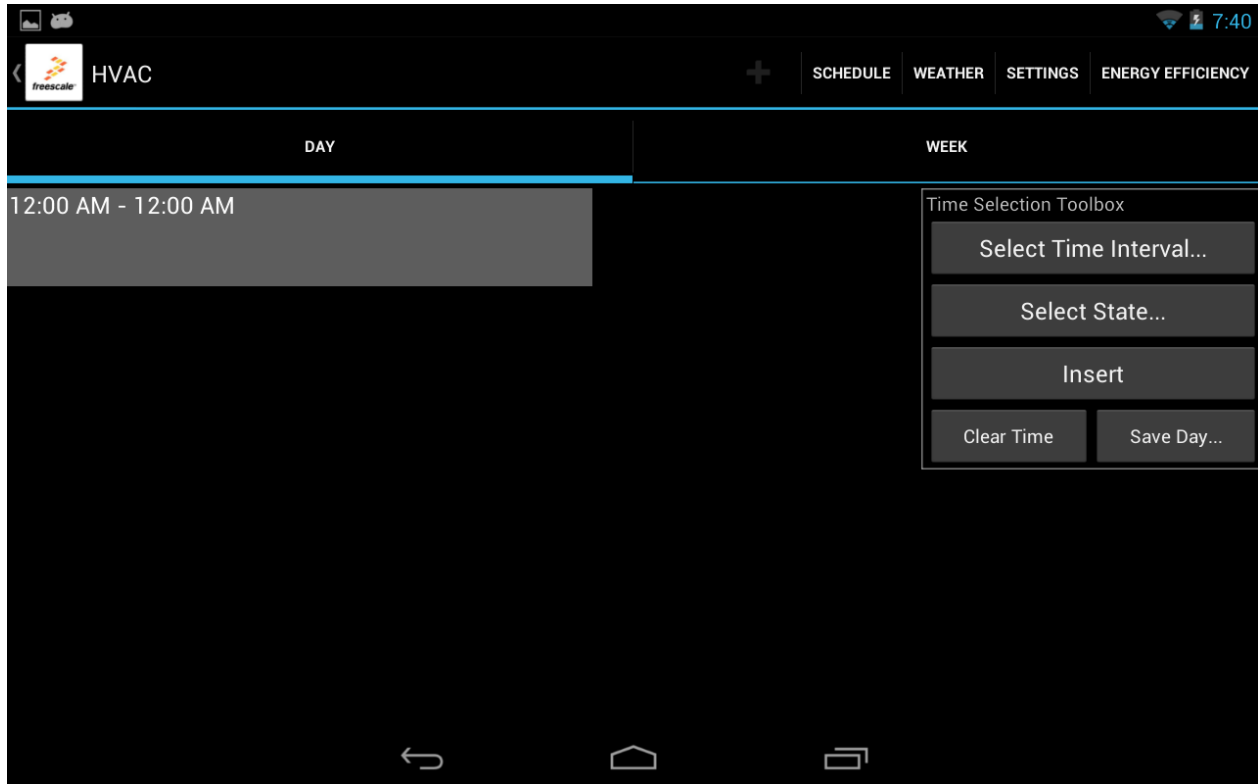 7:40
freescale
HVAC
SCHEDULE
WEATHER
SETTINGS
ENERGY EFFICIENCY
DAY
WEEK
12:00 AM - 12:00 AM
Time Selection Toolbox
Select Time Interval...
Select State...
Insert
Clear Time
Save Day...